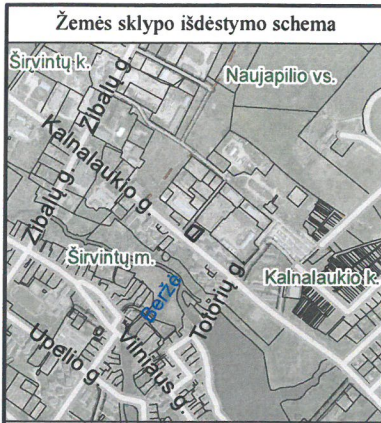 Žemės sklypo išdėstymo schema
Širvintų k.
Zibalų g.
Naujapilio vs.
Kalnalaukio g.
Zibalų g.
Širvintų m.
Kalnalaukio k.
Beržė
Totorių g.
Upelio g.
Vilniaus g.